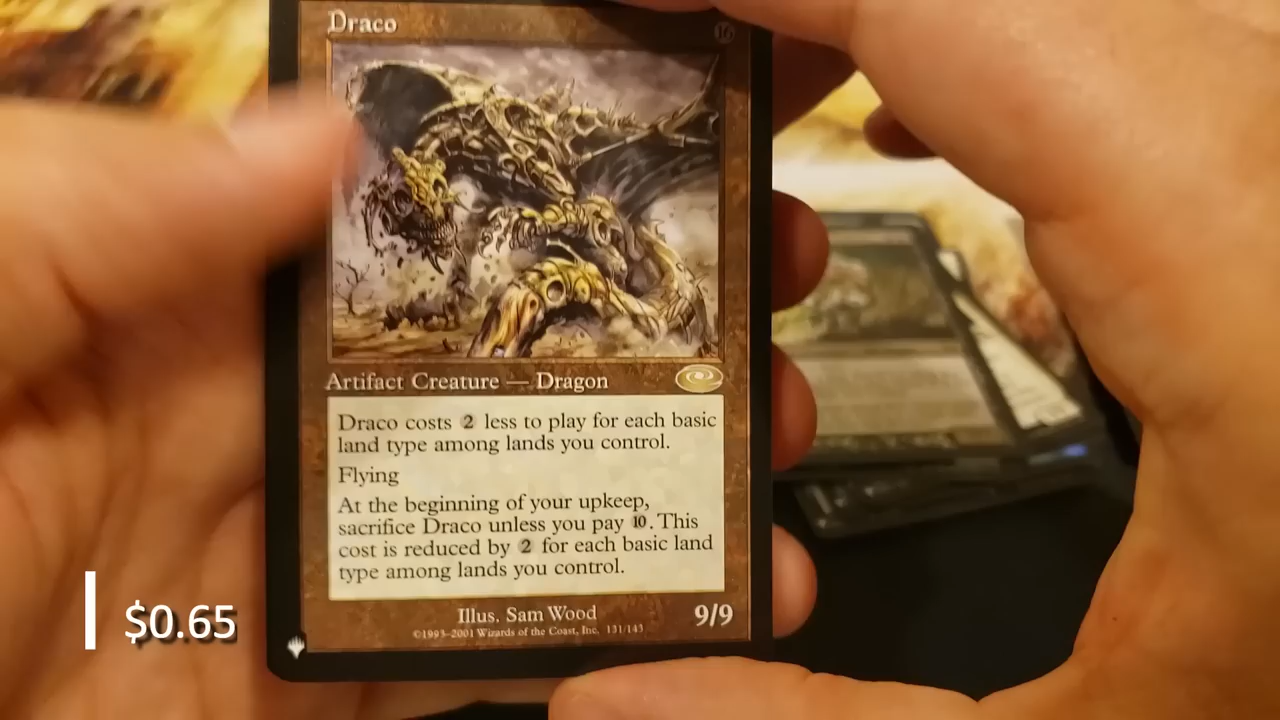 Draco 16
Artifact Creature — Dragon
Draco costs 2 less to play for each basic
land type among lands you control.
Flying
At the beginning of your upkeep,
sacrifice Draco unless you pay 10. This
cost is reduced by 2 for each basic land
type among lands you control.
Illus. Sam Wood 9/9
©1993-2001 Wizards of the Coast, Inc. 131/143
$0.65